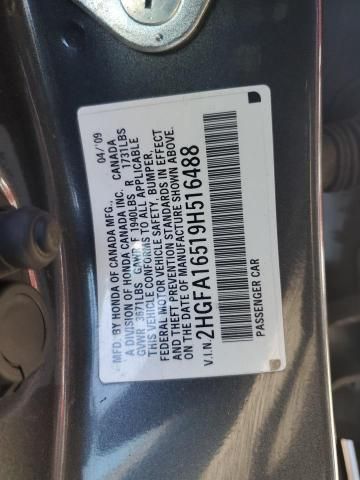 MFD. BY HONDA OF CANADA MFG., 04/'09
A DIVISION OF HONDA CANADA INC. CANADA
GVWR 3671LBS GAWR F 1940LBS R 1731LBS
THIS VEHICLE CONFORMS TO ALL APPLICABLE
FEDERAL MOTOR VEHICLE SAFETY, BUMPER,
AND THEFT PREVENTION STANDARDS IN EFFECT
ON THE DATE OF MANUFACTURE SHOWN ABOVE.
V.I.N. 2HGFA16519H516488
PASSENGER CAR